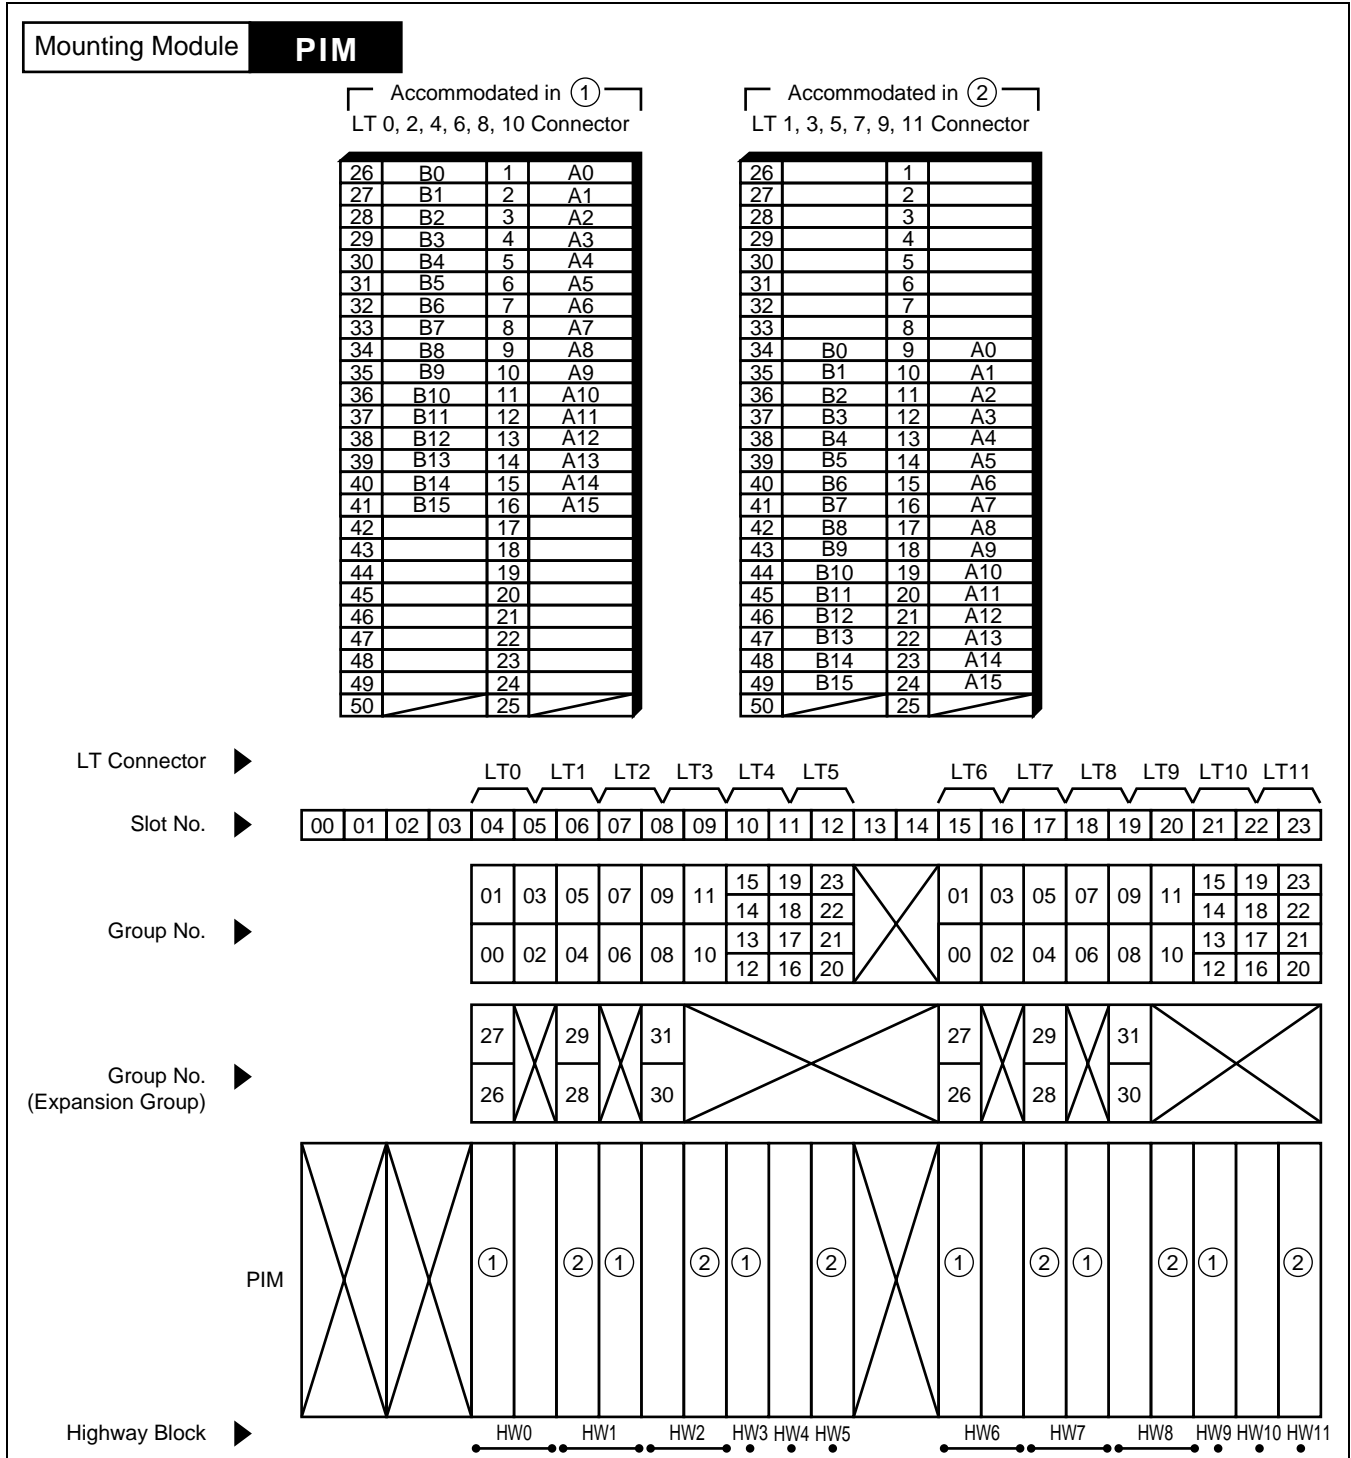 Mounting Module PIM
Accommodated in ① Accommodated in ②
LT 0, 2, 4, 6, 8, 10 Connector LT 1, 3, 5, 7, 9, 11 Connector
26 B0 1 A0 26 1
27 B1 2 A1 27 2
28 B2 3 A2 28 3
29 B3 4 A3 29 4
30 B4 5 A4 30 5
31 B5 6 A5 31 6
32 B6 7 A6 32 7
33 B7 8 A7 33 8
34 B8 9 A8 34 B0 9 A0
35 B9 10 A9 35 B1 10 A1
36 B10 11 A10 36 B2 11 A2
37 B11 12 A11 37 B3 12 A3
38 B12 13 A12 38 B4 13 A4
39 B13 14 A13 39 B5 14 A5
40 B14 15 A14 40 B6 15 A6
41 B15 16 A15 41 B7 16 A7
42 17 42 B8 17 A8
43 18 43 B9 18 A9
44 19 44 B10 19 A10
45 20 45 B11 20 A11
46 21 46 B12 21 A12
47 22 47 B13 22 A13
48 23 48 B14 23 A14
49 24 49 B15 24 A15
50 25 50 25
LT Connector LT0 LT1 LT2 LT3 LT4 LT5 LT6 LT7 LT8 LT9 LT10 LT11
Slot No. 00 01 02 03 04 05 06 07 08 09 10 11 12 13 14 15 16 17 18 19 20 21 22 23
15 19 23 15 19 23
01 03 05 07 09 11 01 03 05 07 09 11
14 18 22 14 18 22
Group No.
13 17 21 13 17 21
00 02 04 06 08 10 00 02 04 06 08 10
12 16 20 12 16 20
27 29 31 27 29 31
Group No.
(Expansion Group)
26 28 30 26 28 30
PIM ① ② ① ② ① ② ① ② ① ② ① ②
Highway Block HW0 HW1 HW2 HW3 HW4 HW5 HW6 HW7 HW8 HW9 HW10 HW11